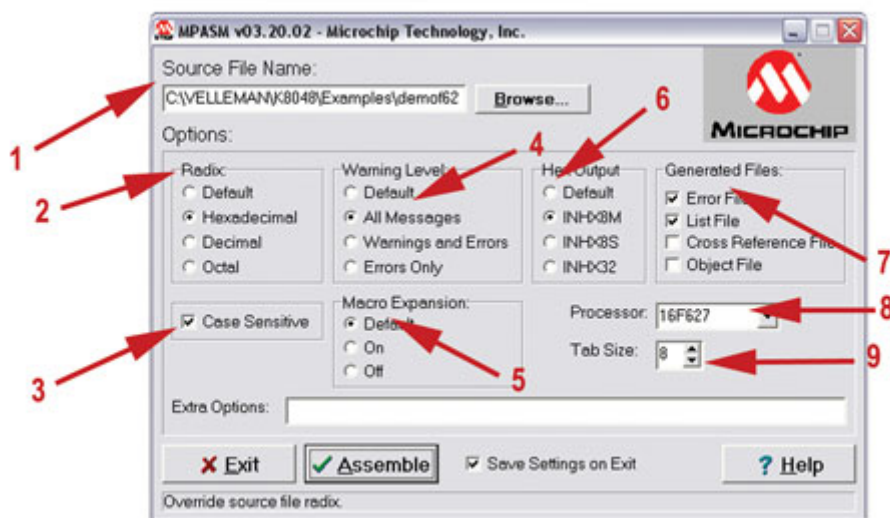 MPASM v03.20.02 - Microchip Technology, Inc.
Source File Name:
C:\VELLEMAN\K8048\Examples\demof62
Browse...
MICROCHIP
1
Options:
6
4
Radix:
Default
Hexadecimal
Decimal
Octal
2
Warning Level:
Default
All Messages
Warnings and Errors
Errors Only
Hex Output
Default
INHX8M
INHX8S
INHX32
Generated Files:
Error File
List File
Cross Reference File
Object File
7
Case Sensitive
3
Macro Expansion:
Default
On
Off
5
Processor:
16F627
8
Tab Size:
8
9
Extra Options:
Exit
Assemble
Save Settings on Exit
? Help
Override source file radix.